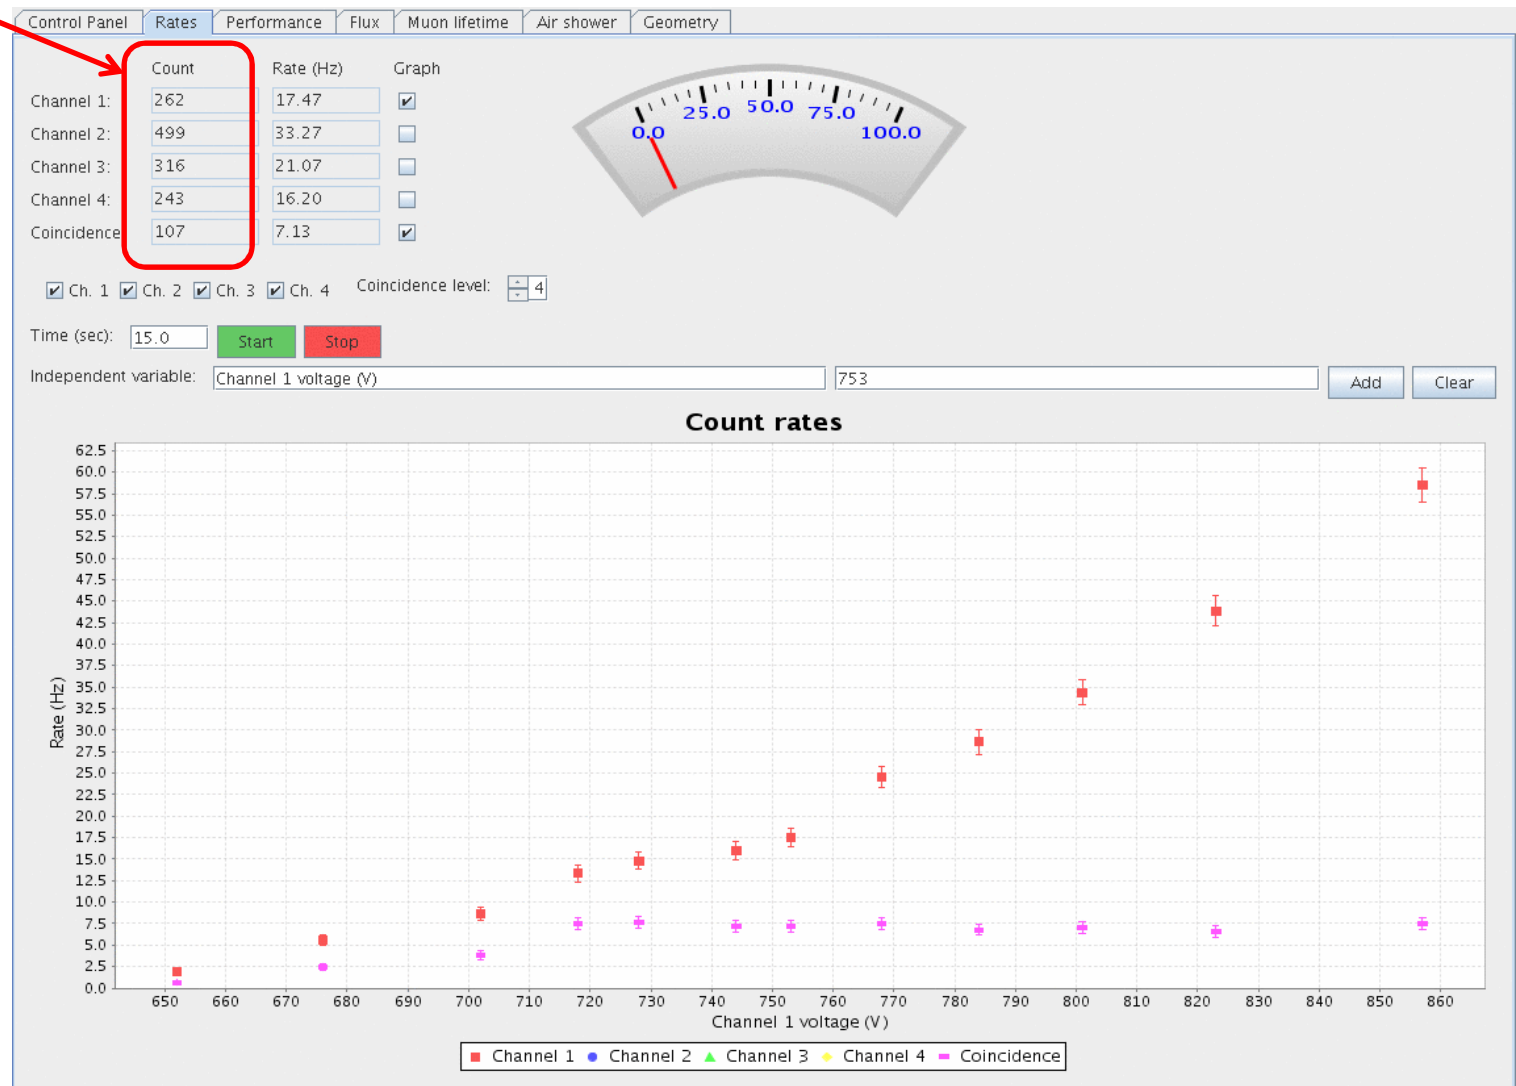 Control Panel Rates Performance Flux Muon lifetime Air shower Geometry
Count Rate (Hz) Graph
Channel 1: 262 17.47
Channel 2: 499 33.27
Channel 3: 316 21.07
Channel 4: 243 16.20
Coincidence 107 7.13
0.0 25.0 50.0 75.0 100.0
Ch. 1 Ch. 2 Ch. 3 Ch. 4 Coincidence level: 4
Time (sec): 15.0 Start Stop
Independent variable: Channel 1 voltage (V) 753 Add Clear
Count rates
62.5
60.0
57.5
55.0
52.5
50.0
47.5
45.0
42.5
40.0
37.5
35.0
32.5
30.0
27.5
25.0
22.5
20.0
17.5
15.0
12.5
10.0
7.5
5.0
2.5
0.0
Rate (Hz)
650 660 670 680 690 700 710 720 730 740 750 760 770 780 790 800 810 820 830 840 850 860
Channel 1 voltage (V)
Channel 1 Channel 2 Channel 3 Channel 4 Coincidence